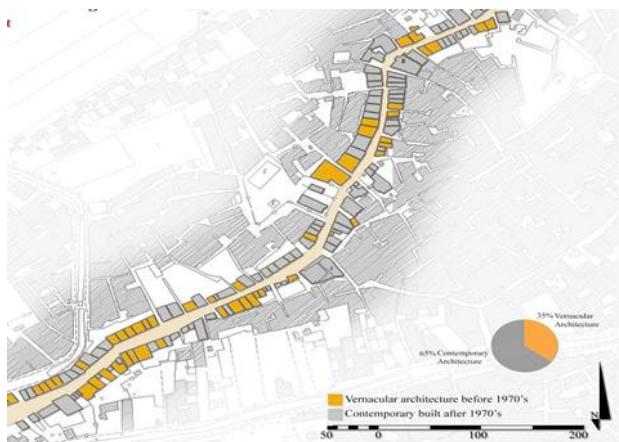 t
35% Vernacular
Architecture
65% Contemporary
Architecture
Vernacular architecture before 1970's
Contemporary built after 1970's
50 0 100 200
N